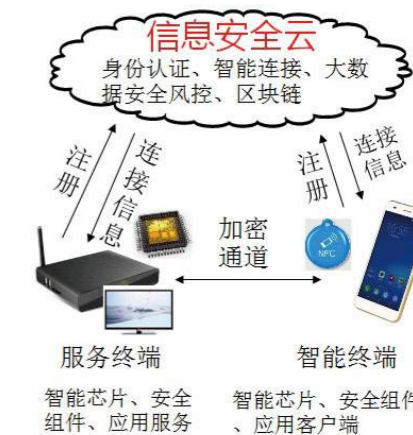 信息安全云
身份认证、智能连接、大数
据安全风控、区块链
注册
连接信息
注册
连接
信息
加密
通道
NFC
服务终端
智能终端
智能芯片、安全
组件、应用服务
智能芯片、安全组件
、应用客户端